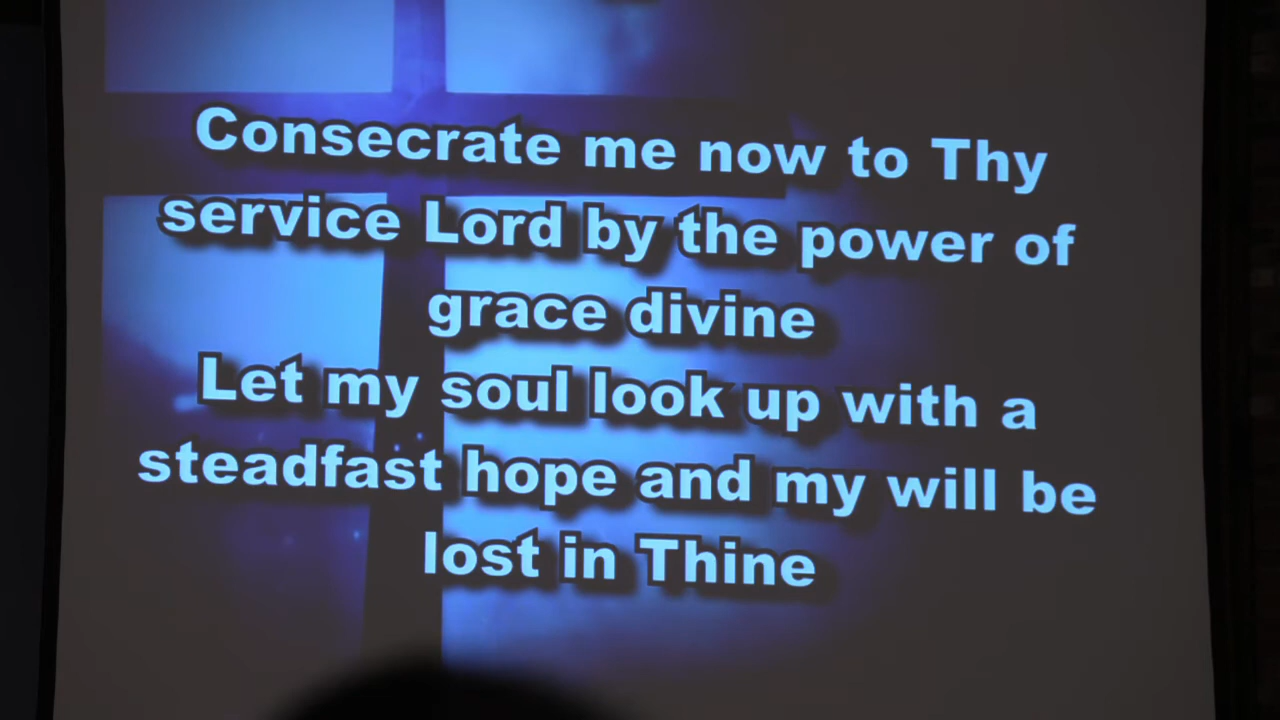 Consecrate me now to Thy
service Lord by the power of
grace divine
Let my soul look up with a
steadfast hope and my will be
lost in Thine